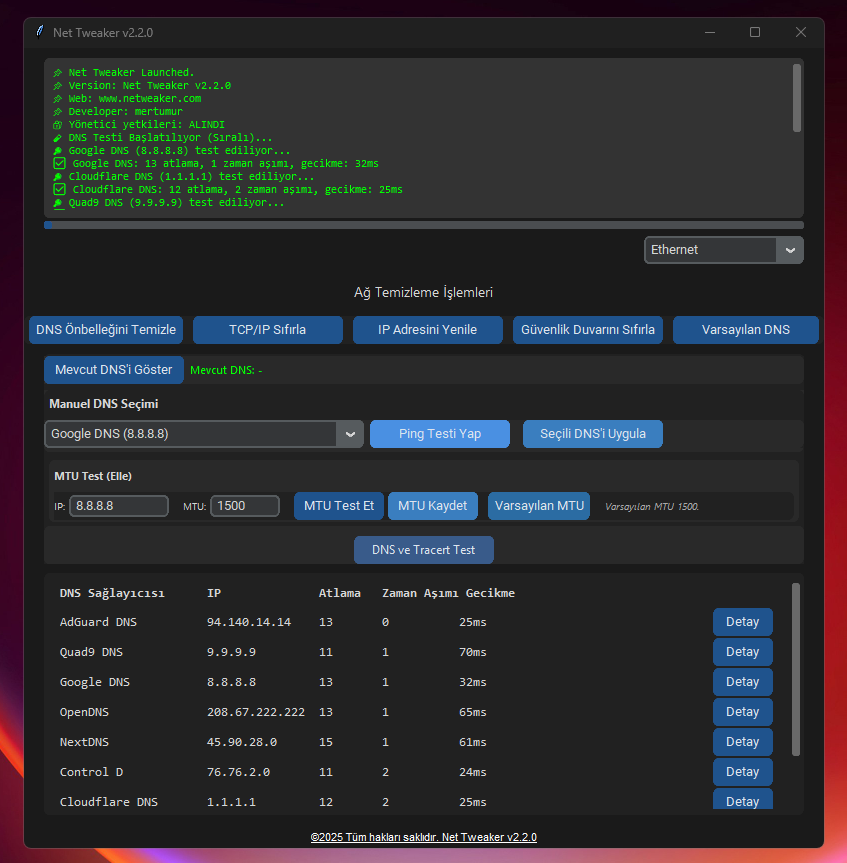 Net Tweaker v2.2.0
Net Tweaker Launched.
Version: Net Tweaker v2.2.0
Web: www.netweaker.com
Developer: mertumur
Yönetici yetkileri: ALINDI
DNS Testi Başlatılıyor (Sıralı)...
Google DNS (8.8.8.8) test ediliyor...
Google DNS: 13 atlama, 1 zaman aşımı, gecikme: 32ms
Cloudflare DNS (1.1.1.1) test ediliyor...
Cloudflare DNS: 12 atlama, 2 zaman aşımı, gecikme: 25ms
Quad9 DNS (9.9.9.9) test ediliyor...
Ethernet
Ağ Temizleme İşlemleri
DNS Önbelleğini Temizle TCP/IP Sıfırla IP Adresini Yenile Güvenlik Duvarını Sıfırla Varsayılan DNS
Mevcut DNS'i Göster Mevcut DNS: -
Manuel DNS Seçimi
Google DNS (8.8.8.8) Ping Testi Yap Seçili DNS'i Uygula
MTU Test (Elle)
IP: 8.8.8.8 MTU: 1500 MTU Test Et MTU Kaydet Varsayılan MTU Varsayılan MTU 1500.
DNS ve Tracert Test
DNS Sağlayıcısı IP Atlama Zaman Aşımı Gecikme
AdGuard DNS 94.140.14.14 13 0 25ms Detay
Quad9 DNS 9.9.9.9 11 1 70ms Detay
Google DNS 8.8.8.8 13 1 32ms Detay
OpenDNS 208.67.222.222 13 1 65ms Detay
NextDNS 45.90.28.0 15 1 61ms Detay
Control D 76.76.2.0 11 2 24ms Detay
Cloudflare DNS 1.1.1.1 12 2 25ms Detay
©2025 Tüm hakları saklıdır. Net Tweaker v2.2.0